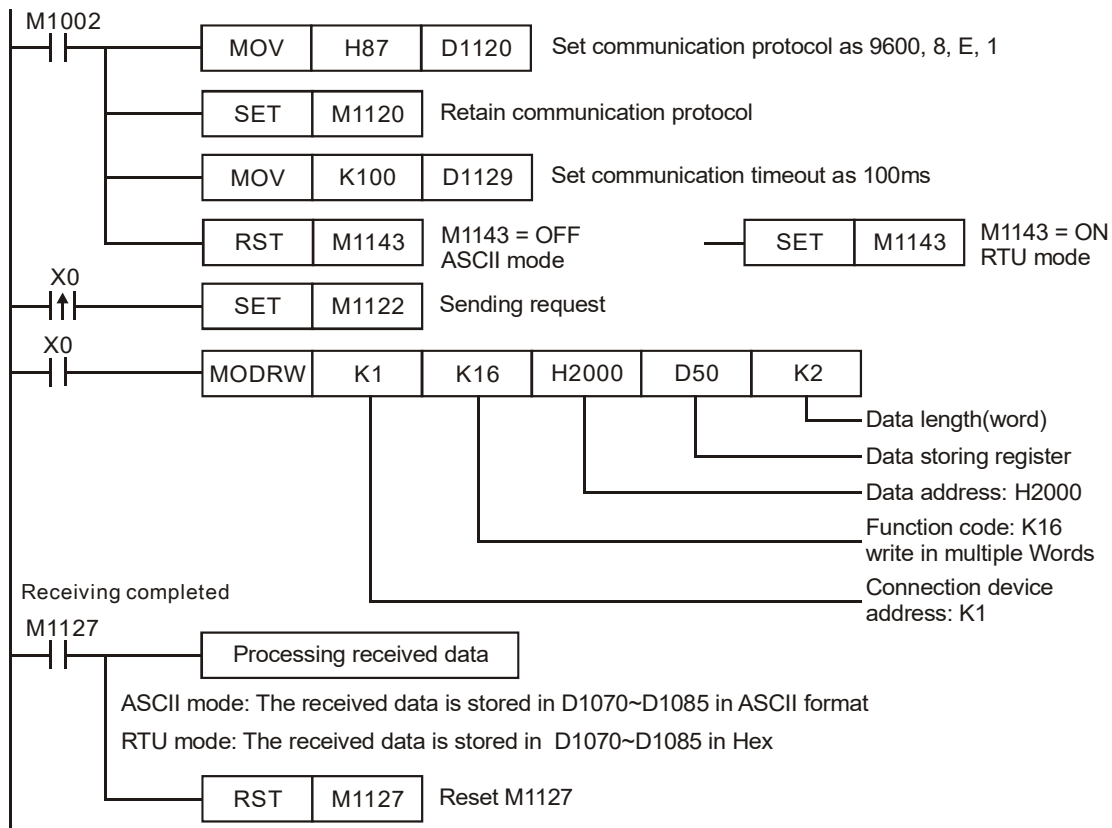 M1002
MOV H87 D1120 Set communication protocol as 9600, 8, E, 1
SET M1120 Retain communication protocol
MOV K100 D1129 Set communication timeout as 100ms
RST M1143 M1143 = OFF
ASCII mode
SET M1143 M1143 = ON
RTU mode
X0
SET M1122 Sending request
X0
MODRW K1 K16 H2000 D50 K2
Data length(word)
Data storing register
Data address: H2000
Function code: K16
write in multiple Words
Connection device
address: K1
Receiving completed
M1127
Processing received data
ASCII mode: The received data is stored in D1070~D1085 in ASCII format
RTU mode: The received data is stored in D1070~D1085 in Hex
RST M1127 Reset M1127